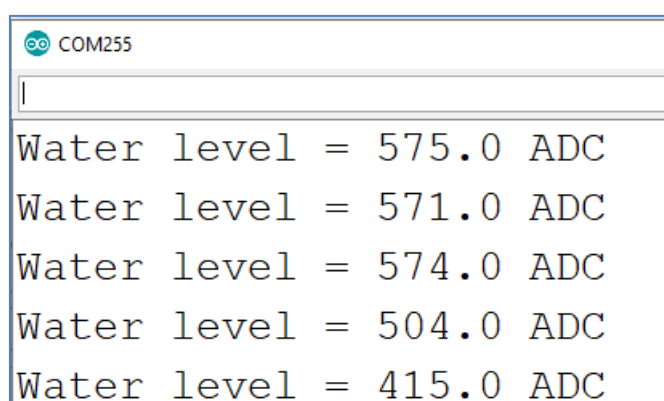 COM255
Water level = 575.0 ADC
Water level = 571.0 ADC
Water level = 574.0 ADC
Water level = 504.0 ADC
Water level = 415.0 ADC